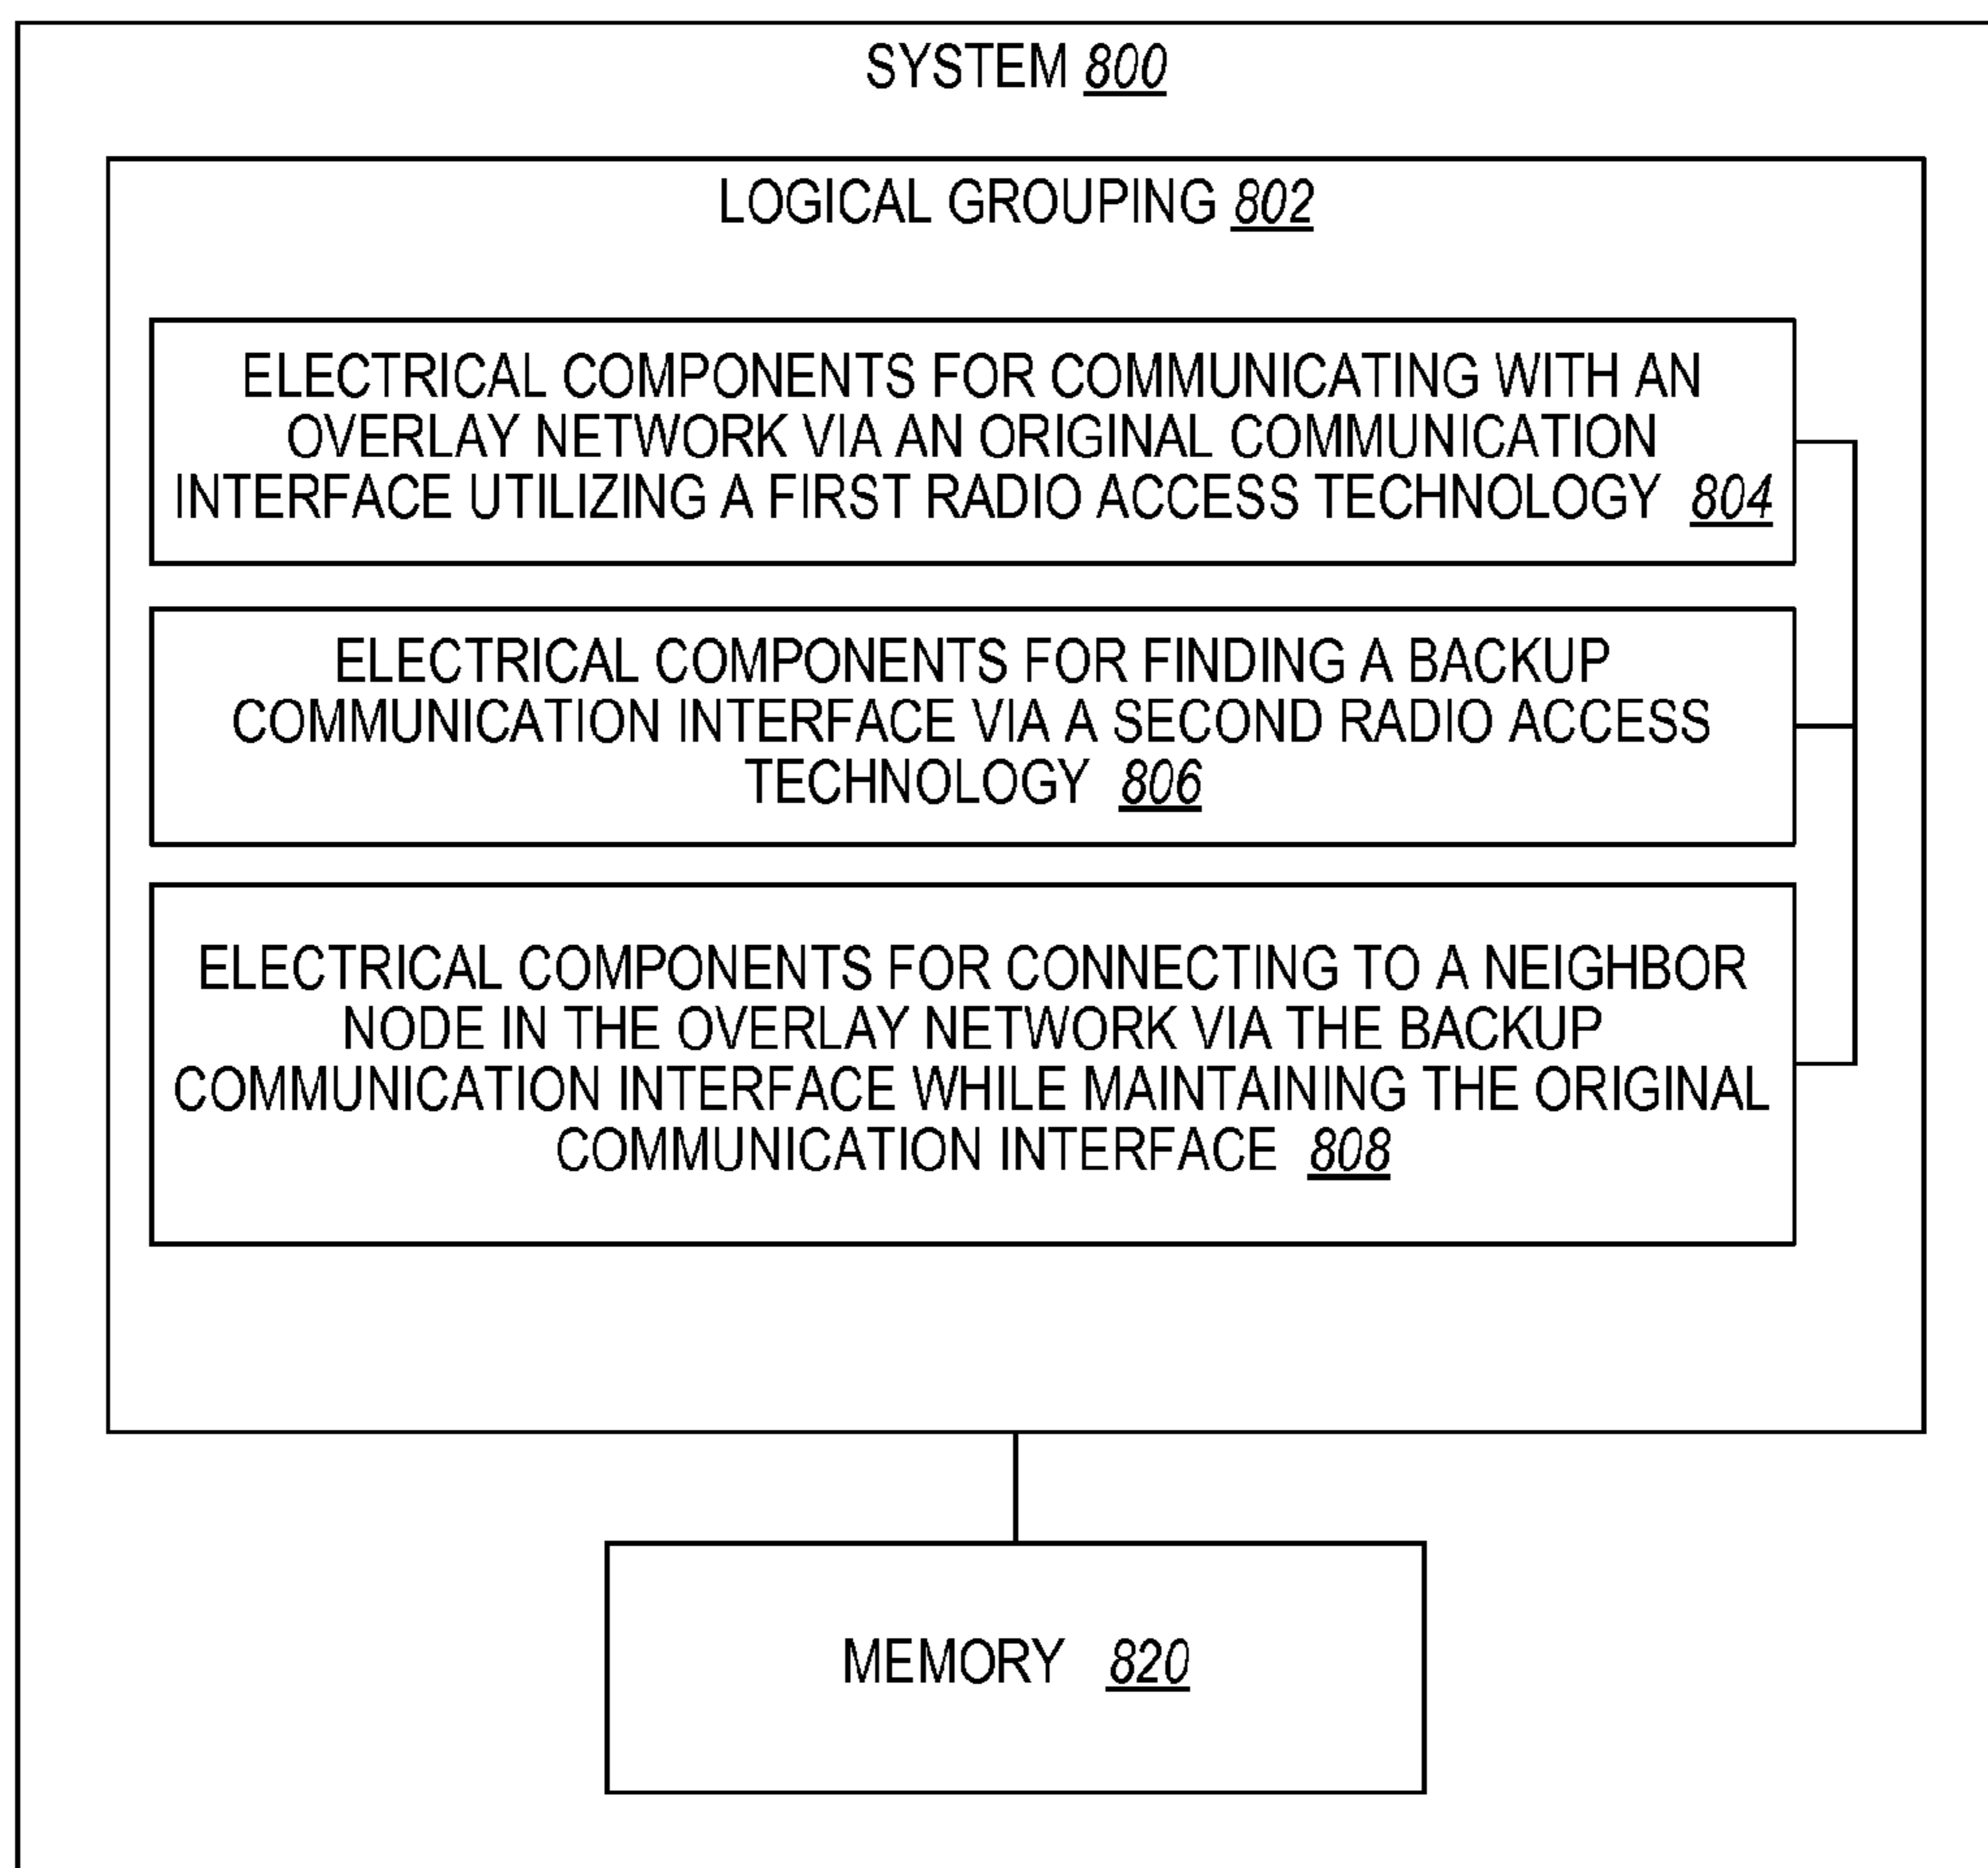 SYSTEM 800
LOGICAL GROUPING 802
ELECTRICAL COMPONENTS FOR COMMUNICATING WITH AN
OVERLAY NETWORK VIA AN ORIGINAL COMMUNICATION
INTERFACE UTILIZING A FIRST RADIO ACCESS TECHNOLOGY 804
ELECTRICAL COMPONENTS FOR FINDING A BACKUP
COMMUNICATION INTERFACE VIA A SECOND RADIO ACCESS
TECHNOLOGY 806
ELECTRICAL COMPONENTS FOR CONNECTING TO A NEIGHBOR
NODE IN THE OVERLAY NETWORK VIA THE BACKUP
COMMUNICATION INTERFACE WHILE MAINTAINING THE ORIGINAL
COMMUNICATION INTERFACE 808
MEMORY 820